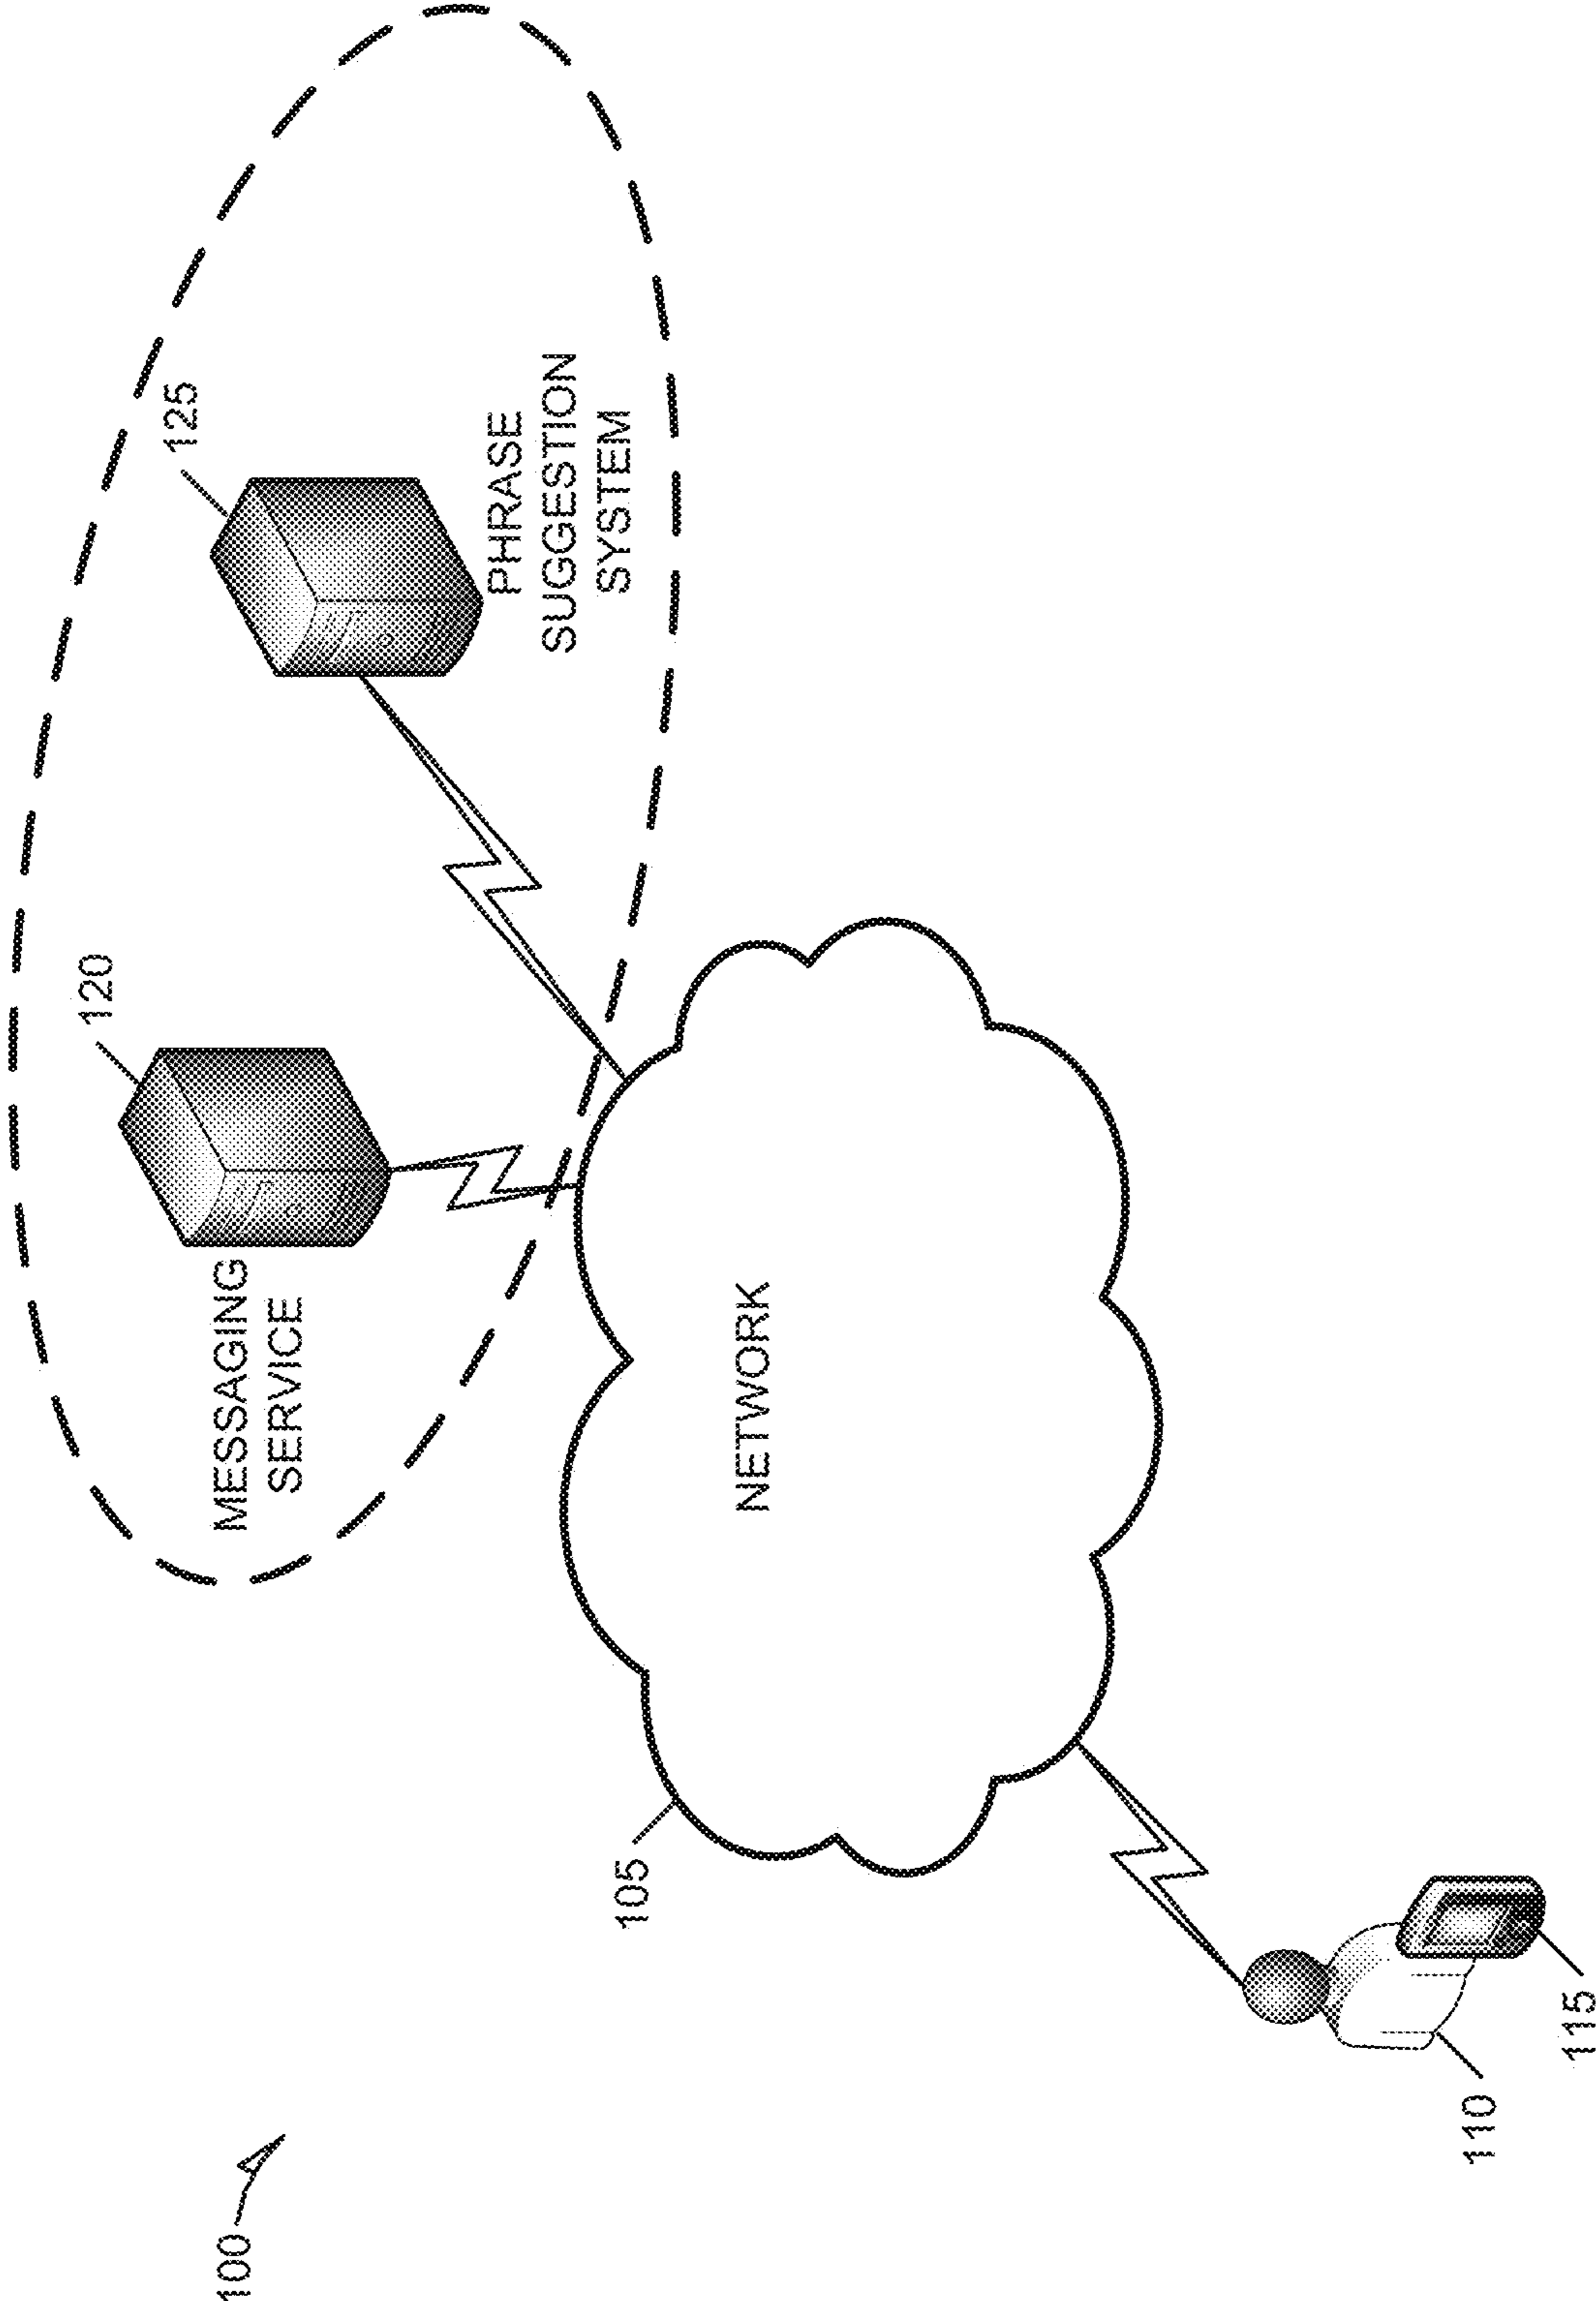 100
120
MESSAGING
SERVICE
125
PHRASE
SUGGESTION
SYSTEM
105
NETWORK
110
115